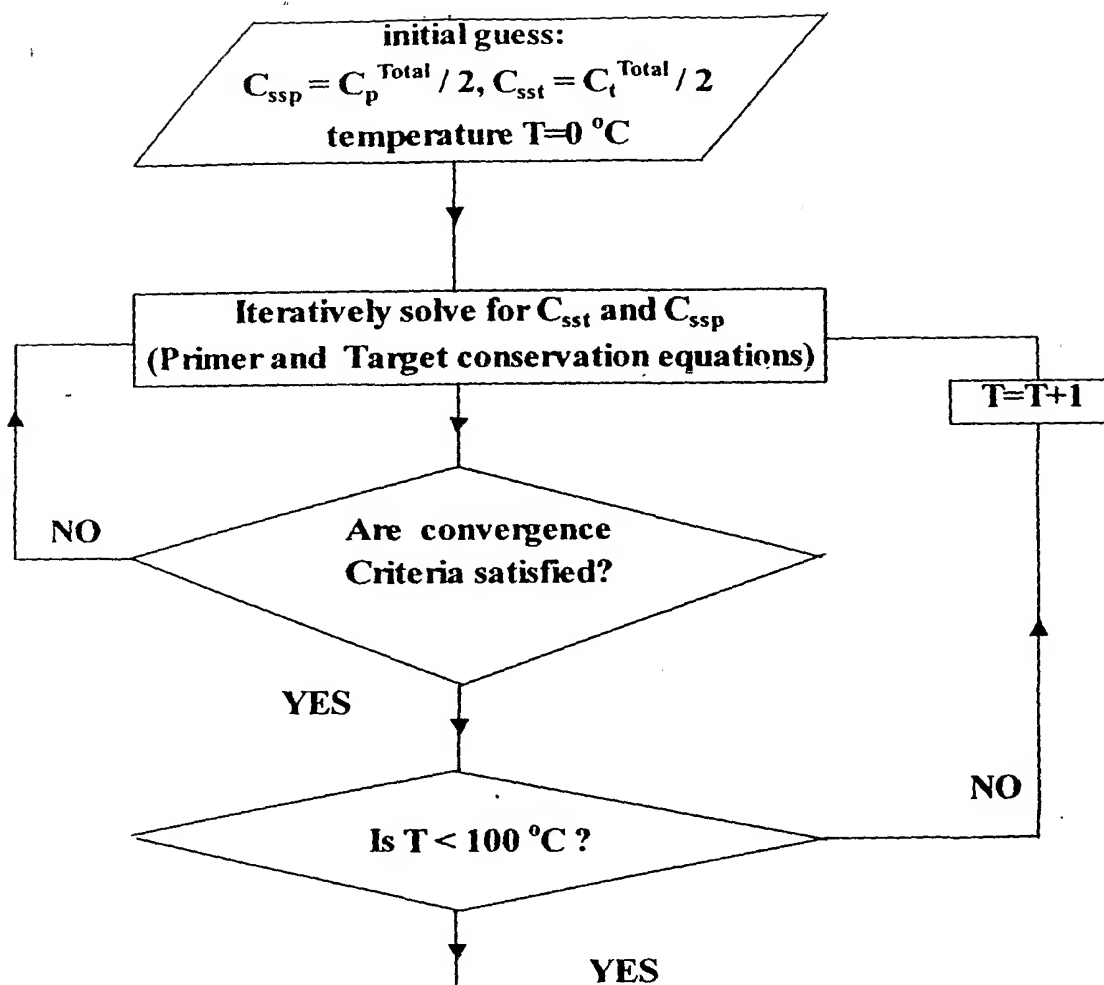 initial guess:
C_ssp = C_p^Total / 2, C_sst = C_t^Total / 2
temperature T=0 °C
Iteratively solve for C_sst and C_ssp
(Primer and Target conservation equations)
T=T+1
NO
Are convergence
Criteria satisfied?
YES
NO
Is T < 100 °C ?
YES